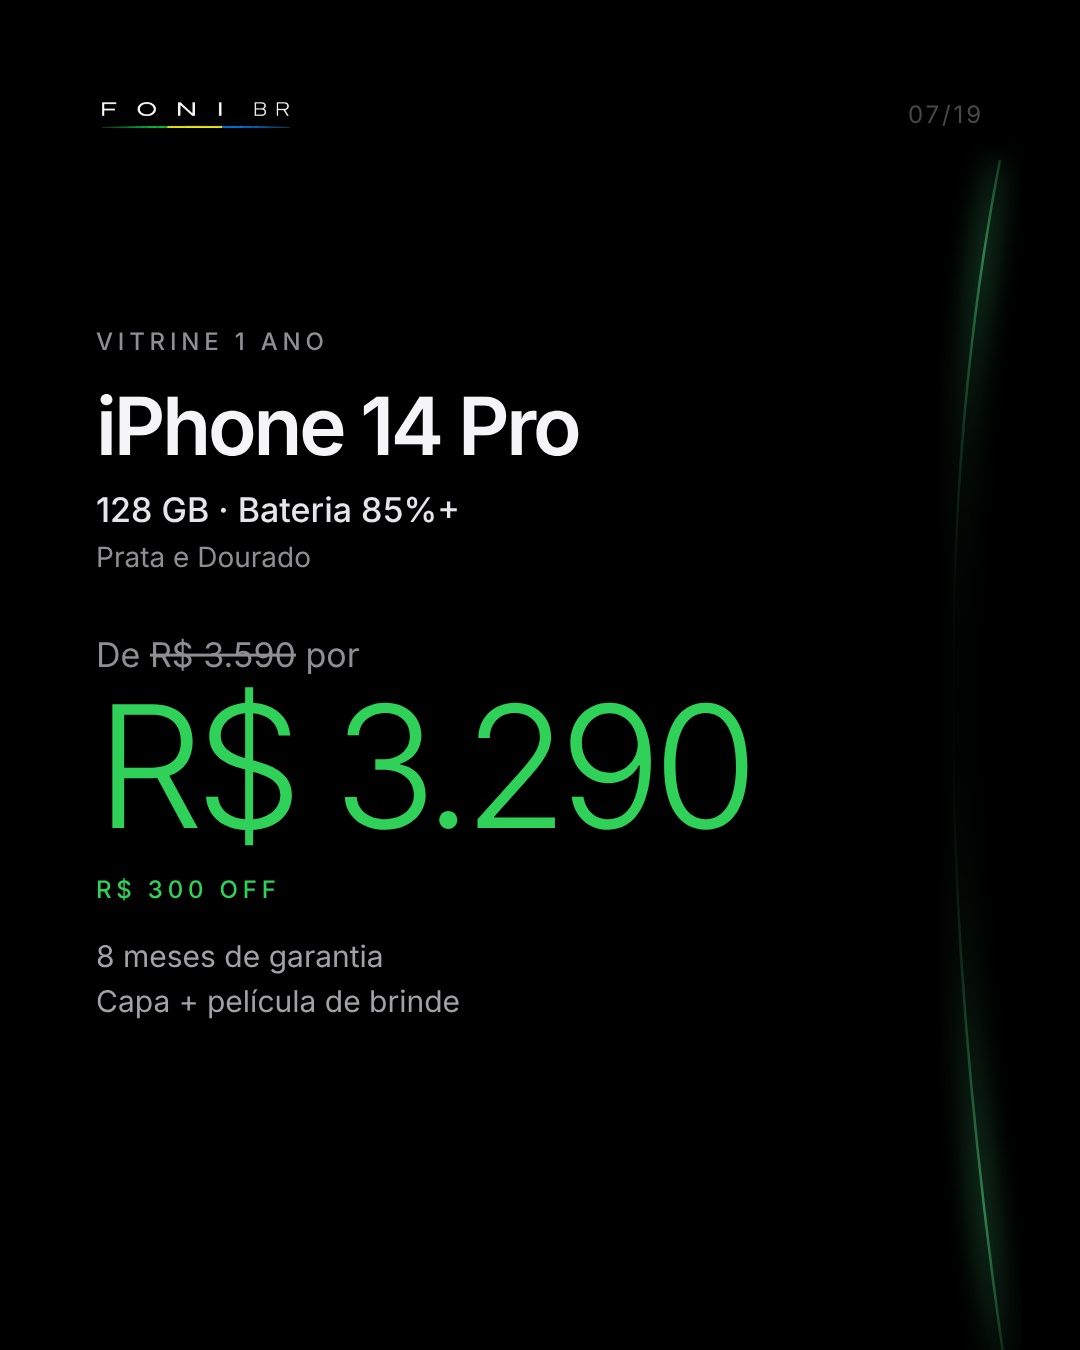 FONI BR
07/19
VITRINE 1 ANO
iPhone 14 Pro
128 GB · Bateria 85%+
Prata e Dourado
De R$ 3.590 por
R$ 3.290
R$ 300 OFF
8 meses de garantia
Capa + película de brinde